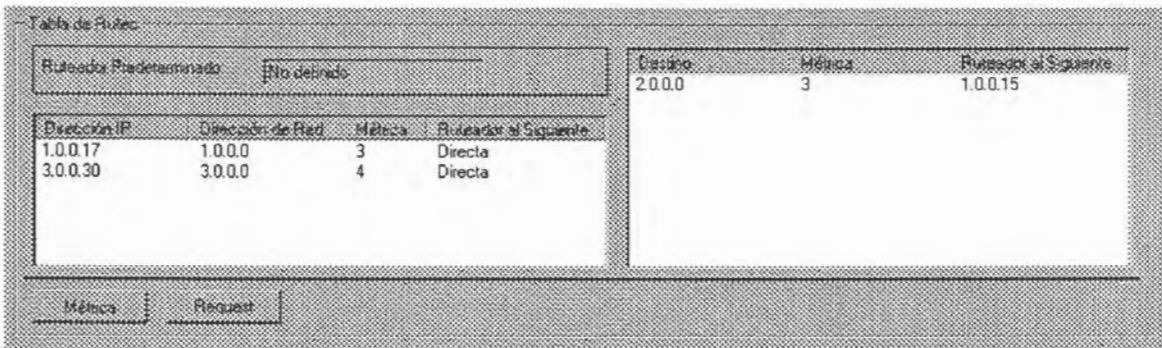 Tabla de Rutas
Ruteador Predeterminado No definido
Dirección IP Dirección de Red Métrica Ruteador al Siguiente
1.0.0.17 1.0.0.0 3 Directa
3.0.0.30 3.0.0.0 4 Directa
Destino Métrica Ruteador al Siguiente
2.0.0.0 3 1.0.0.15
Métrica Request